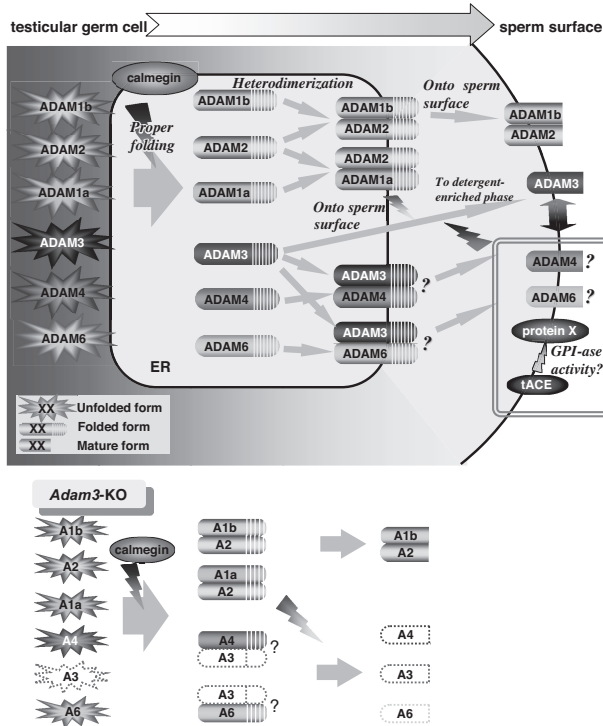 testicular germ cell
sperm surface
calmegin
Heterodimerization
Onto sperm
surface
ADAM1b
ADAM2
ADAM1a
ADAM3
ADAM4
ADAM6
Proper
folding
ADAM1b
ADAM2
ADAM1a
ADAM3
ADAM4
ADAM6
ER
ADAM1b
ADAM2
ADAM2
ADAM1a
Onto sperm
surface
To detergent-
enriched phase
ADAM3
ADAM4
?
ADAM3
ADAM6
?
ADAM1b
ADAM2
ADAM3
ADAM4 ?
ADAM6 ?
protein X
GPI-ase
activity?
tACE
XX Unfolded form
XX Folded form
XX Mature form
Adam3-KO
A1b
A2
A1a
A4
A3
A6
calmegin
A1b
A2
A1a
A2
A4
A3
?
A3
A6
?
A1b
A2
A4
A3
A6